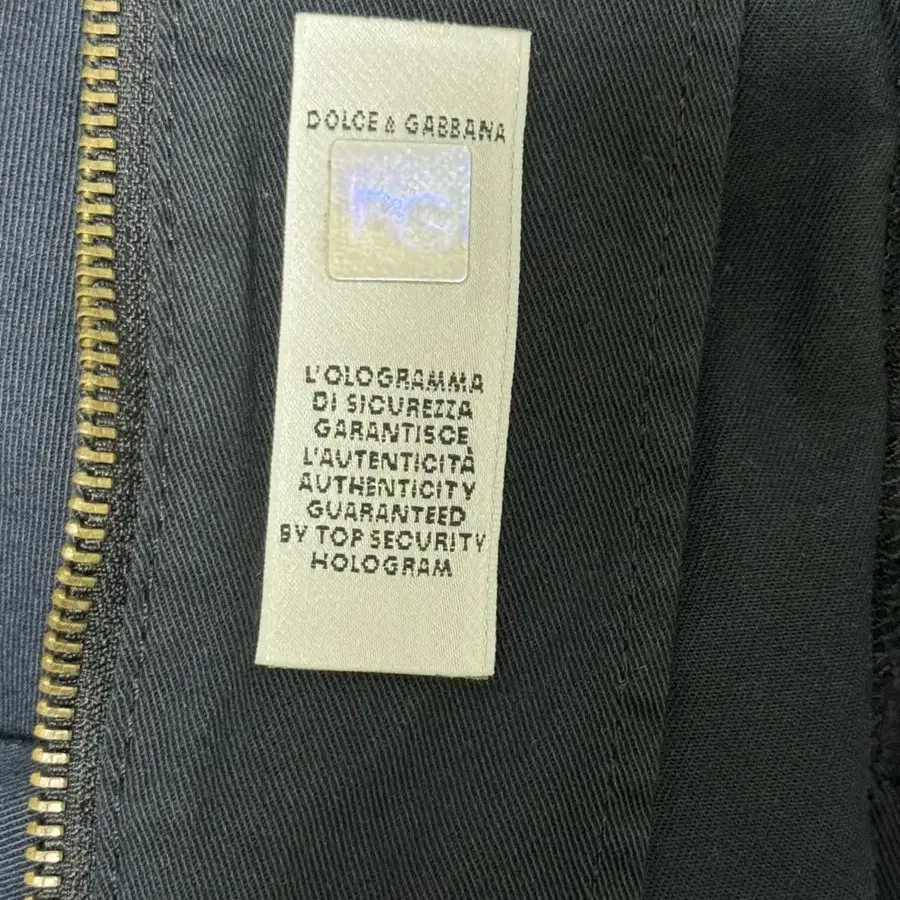 DOLCE & GABBANA
L'OLOGRAMMA
DI SICUREZZA
GARANTISCE
L'AUTENTICITÀ
AUTHENTICITY
GUARANTEED
BY TOP SECURITY
HOLOGRAM